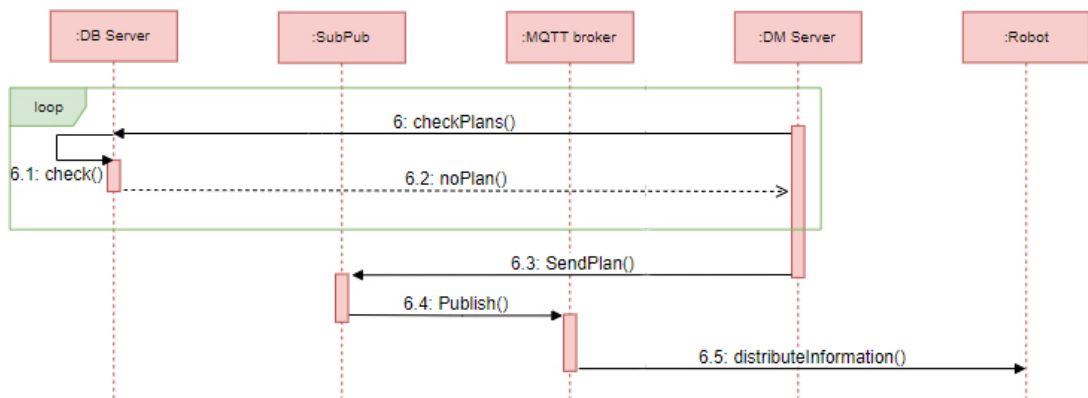 :DB Server
:SubPub
:MQTT broker
:DM Server
:Robot
loop
6: checkPlans()
6.1: check()
6.2: noPlan()
6.3: SendPlan()
6.4: Publish()
6.5: distributeInformation()